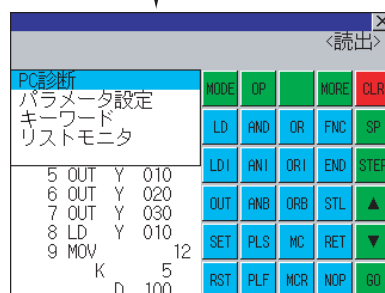 X
〈読出〉
PC診断
パラメータ設定
キーワード
リストモニタ
5 OUT Y 010
6 OUT Y 020
7 OUT Y 030
8 LD Y 010
9 MOV 12
K 5
D 100
MODE OP MORE CLR
LD AND OR FNC SP
LDI ANI ORI END STEP
OUT ANB ORB STL ▲
SET PLS MC RET ▼
RST PLF MCR NOP GO